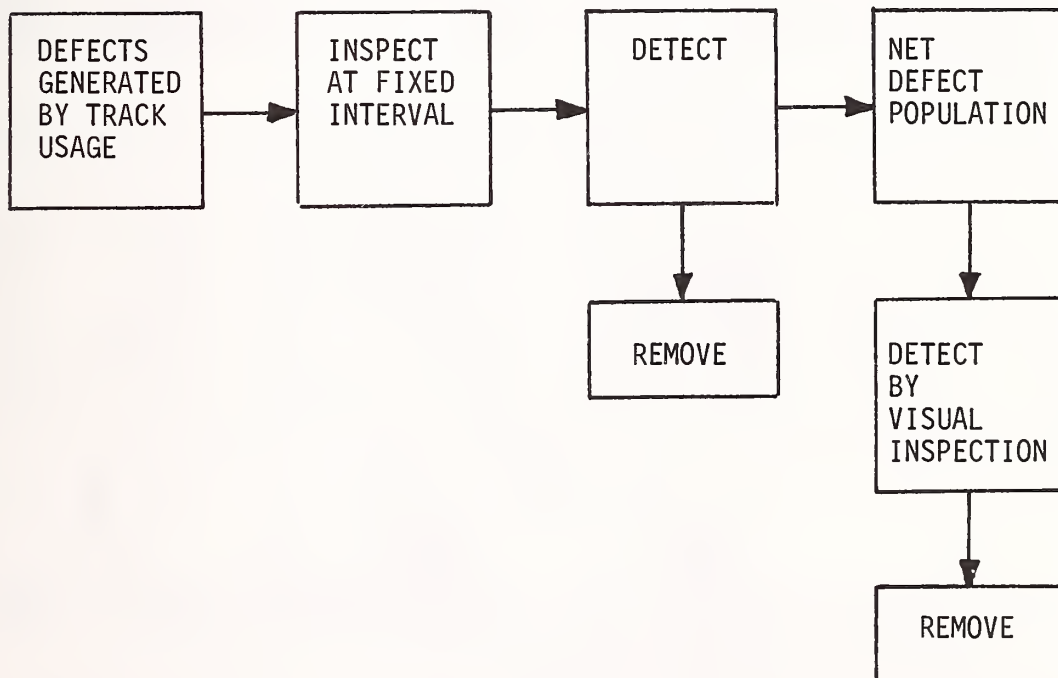 DEFECTS
GENERATED
BY TRACK
USAGE
INSPECT
AT FIXED
INTERVAL
DETECT
NET
DEFECT
POPULATION
REMOVE
DETECT
BY
VISUAL
INSPECTION
REMOVE